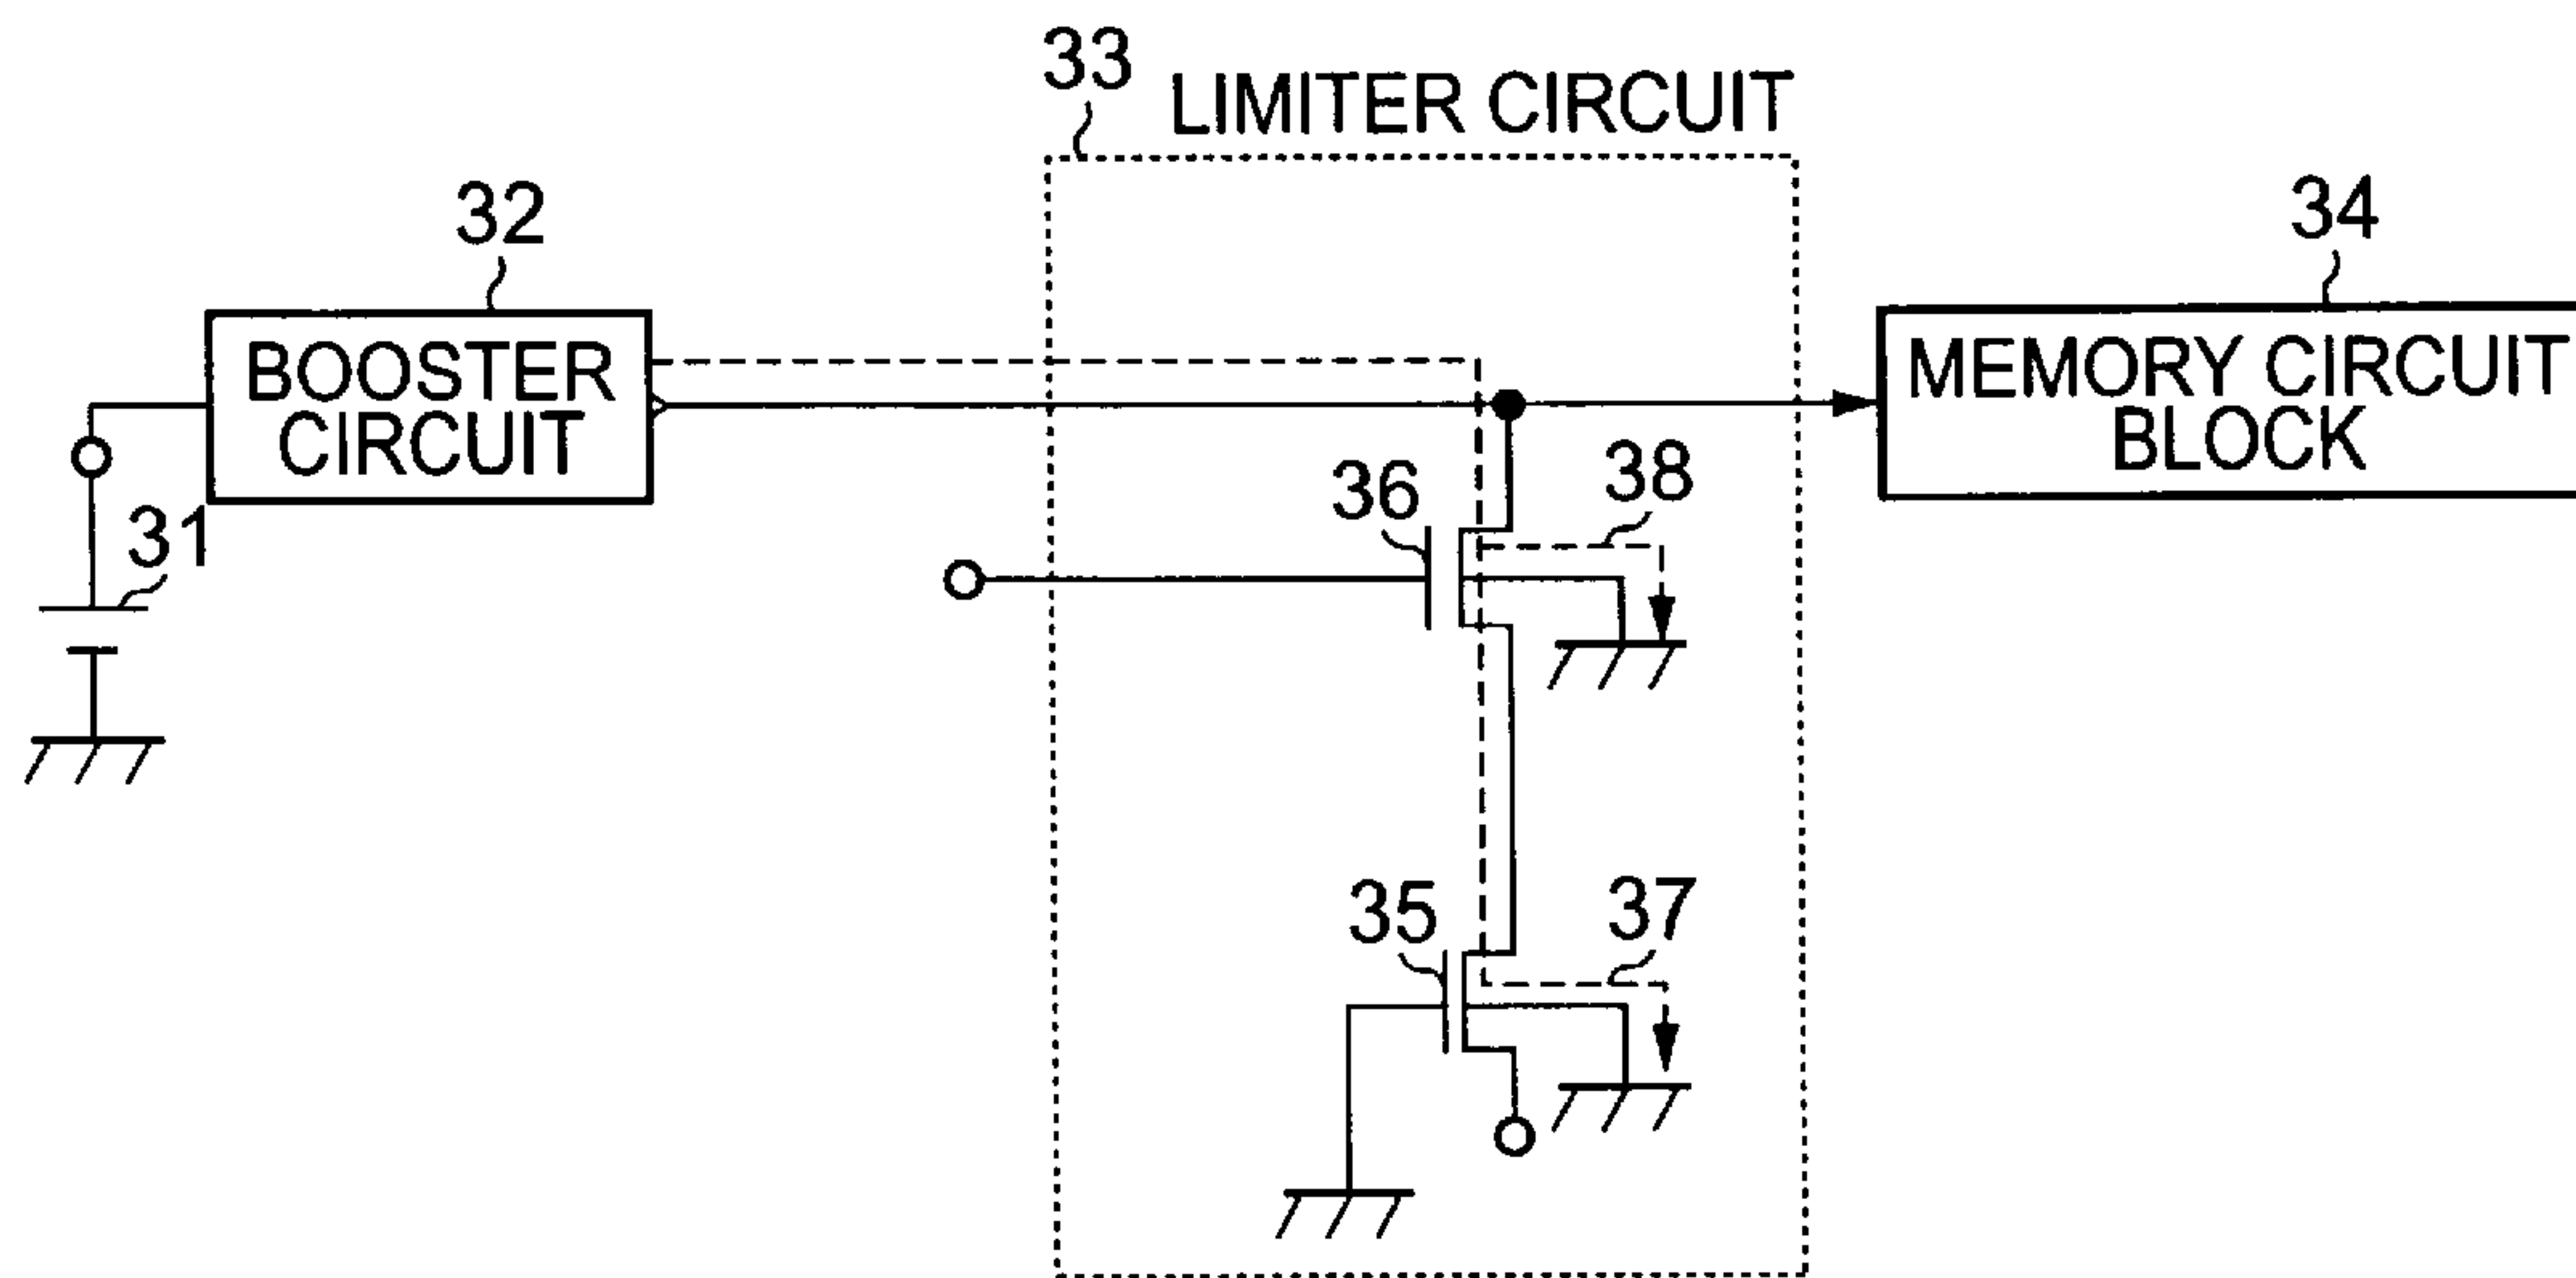 33
LIMITER CIRCUIT
32
34
BOOSTER
CIRCUIT
MEMORY CIRCUIT
BLOCK
36
38
31
35
37